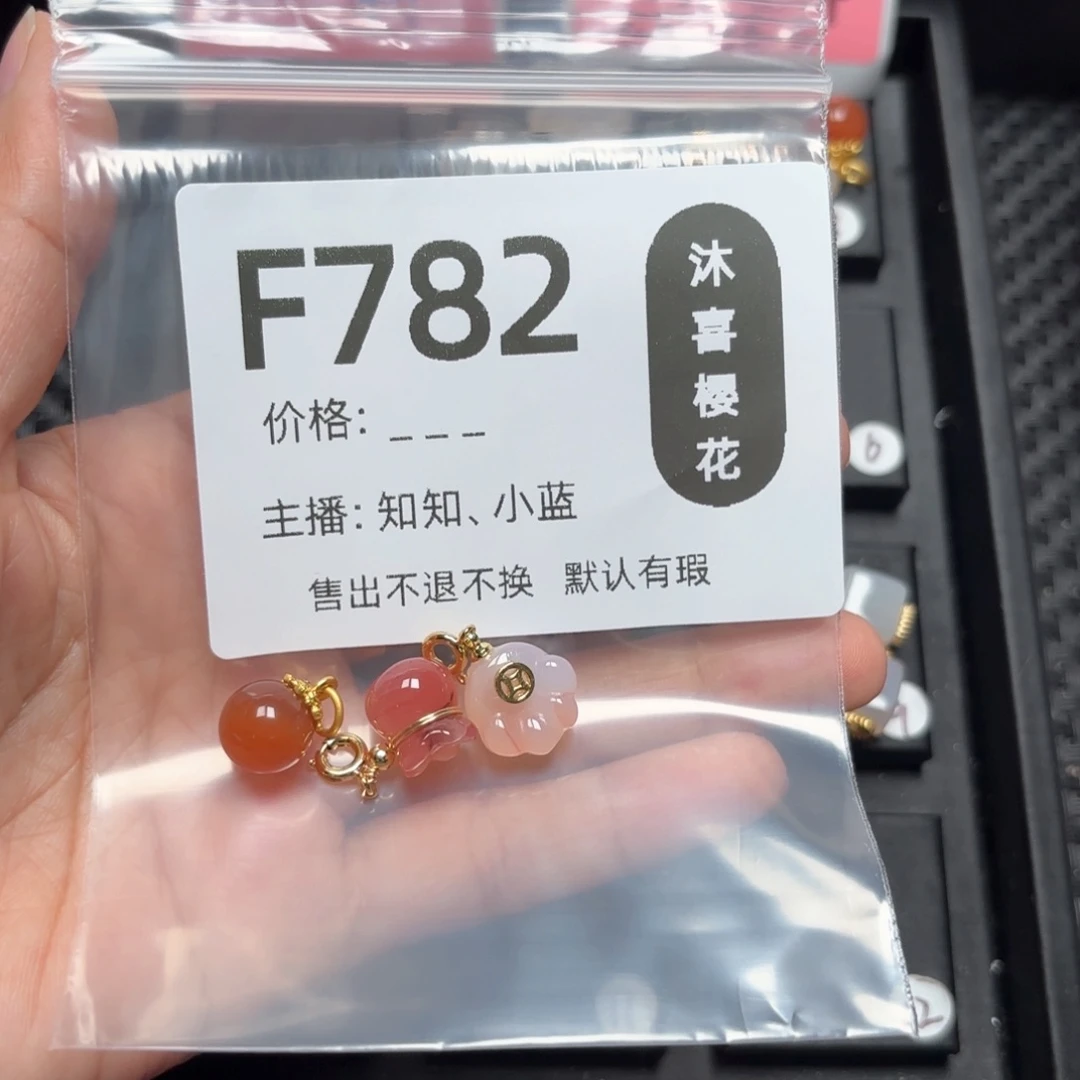 F782
沐喜樱花
价格: _ _ _
主播: 知知、小蓝
售出不退不换 默认有瑕
6